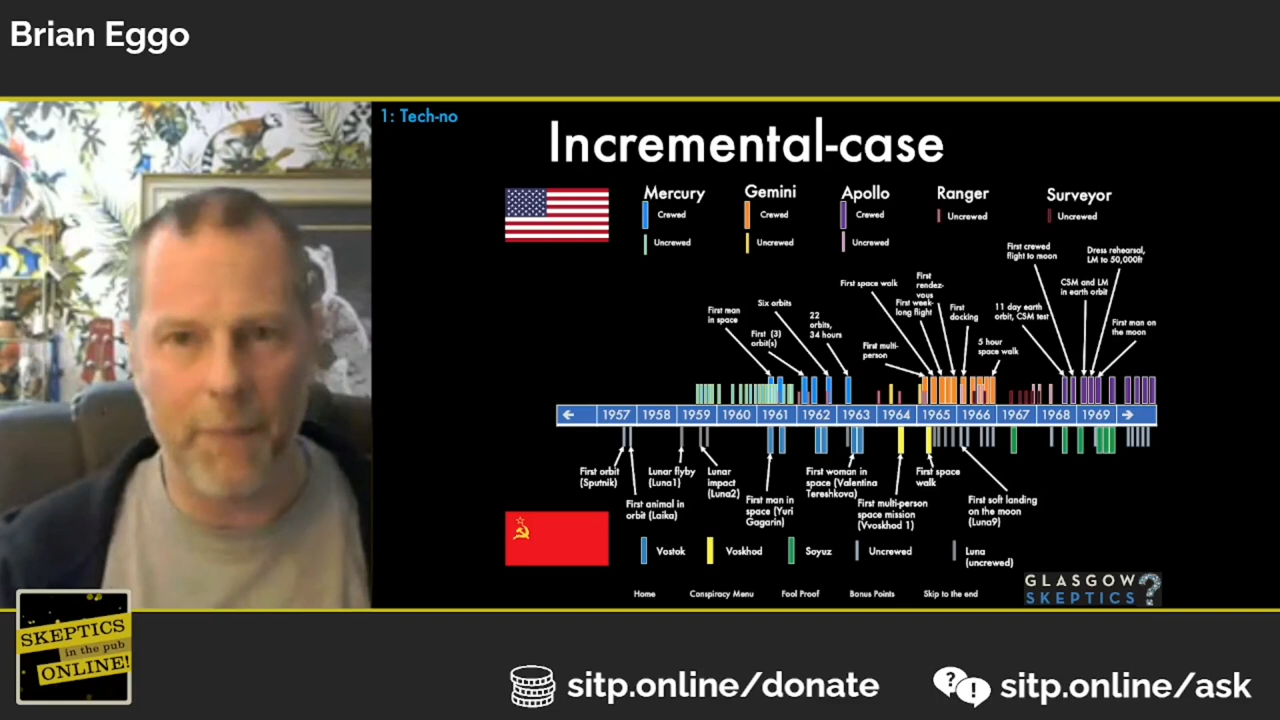 Brian Eggo
1: Tech-no
Incremental-case
Mercury
Crewed
Uncrewed
Gemini
Crewed
Uncrewed
Apollo
Crewed
Uncrewed
Ranger
Uncrewed
Surveyor
Uncrewed
First man
in space
Six orbits
First (3)
orbit(s)
22
orbits,
34 hours
First space walk
First multi-
person
First
rendez-
vous
First week-
long flight
First
docking
5 hour
space walk
11 day earth
orbit, CSM test
First crewed
flight to moon
CSM and LM
in earth orbit
Dress rehearsal,
LM to 50,000ft
First man on
the moon
1957 1958 1959 1960 1961 1962 1963 1964 1965 1966 1967 1968 1969
First orbit
(Sputnik)
First animal in
orbit (Laika)
Lunar flyby
(Luna1)
Lunar
impact
(Luna2)
First man in
space (Yuri
Gagarin)
First woman in
space (Valentina
Tereshkova)
First multi-person
space mission
(Vvoskhod 1)
First space
walk
First soft landing
on the moon
(Luna9)
Vostok
Voskhod
Soyuz
Uncrewed
Luna
(uncrewed)
Home
Conspiracy Menu
Fool Proof
Bonus Points
Skip to the end
GLASGOW
SKEPTICS ?
SKEPTICS
in the pub
ONLINE!
sitp.online/donate
sitp.online/ask